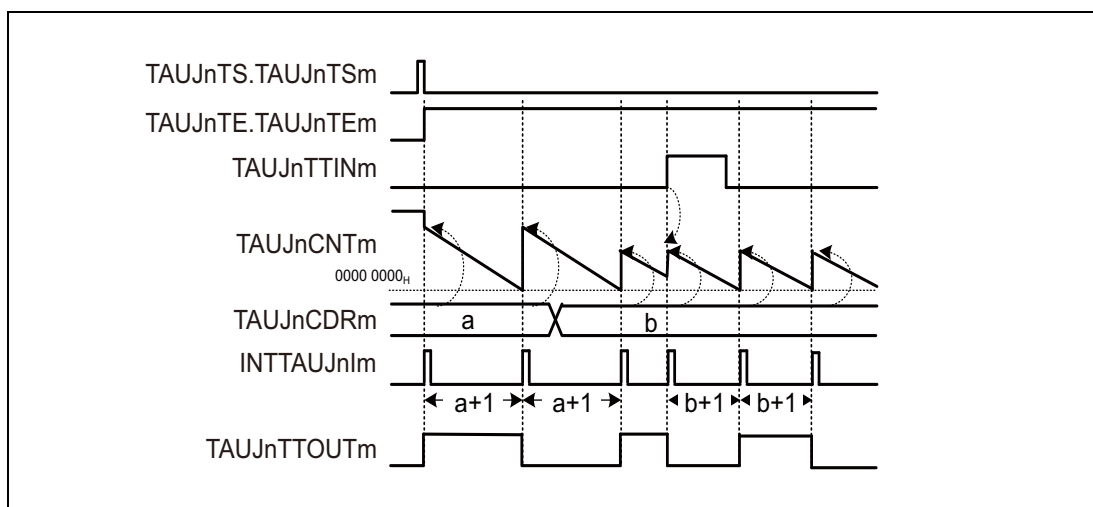 TAUJnTS.TAUJnTSm
TAUJnTE.TAUJnTEm
TAUJnTTINm
TAUJnCNTm
0000 0000H
TAUJnCDRm
a
b
INTTAUJnIm
a+1
a+1
b+1
b+1
TAUJnTTOUTm